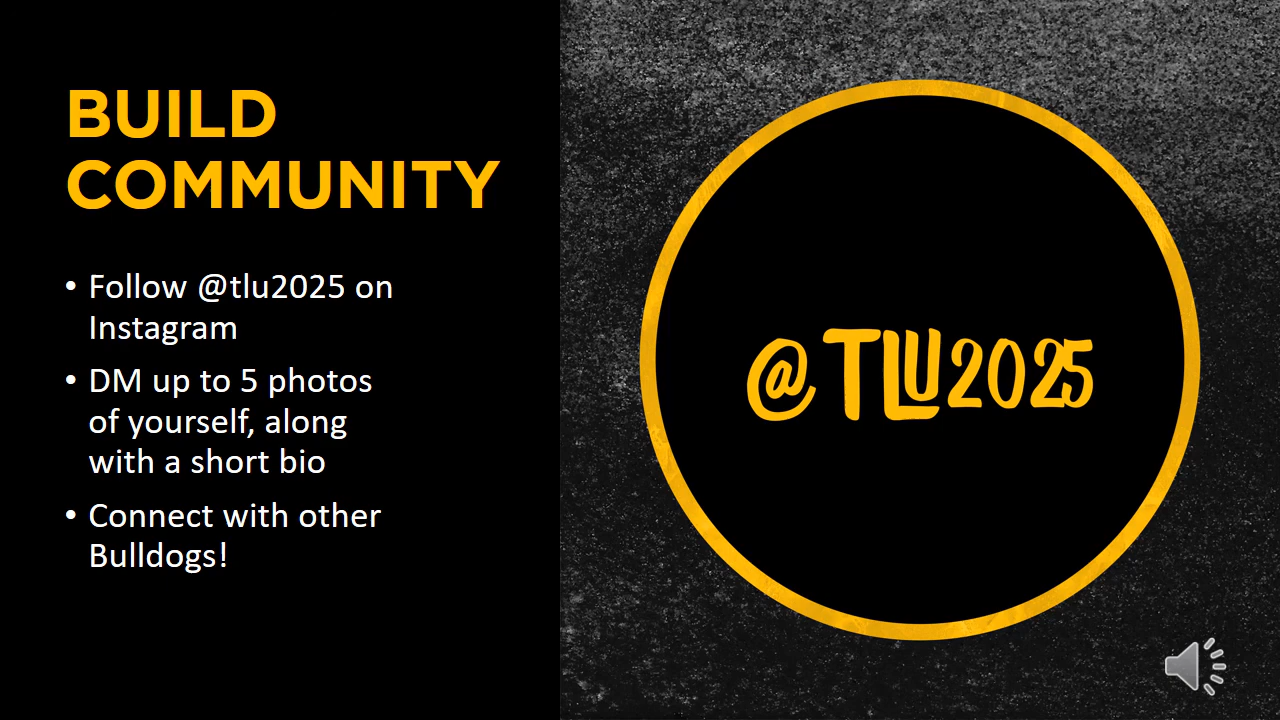 BUILD
COMMUNITY
• Follow @tlu2025 on
Instagram
• DM up to 5 photos
of yourself, along
with a short bio
• Connect with other
Bulldogs!
@TLU2025